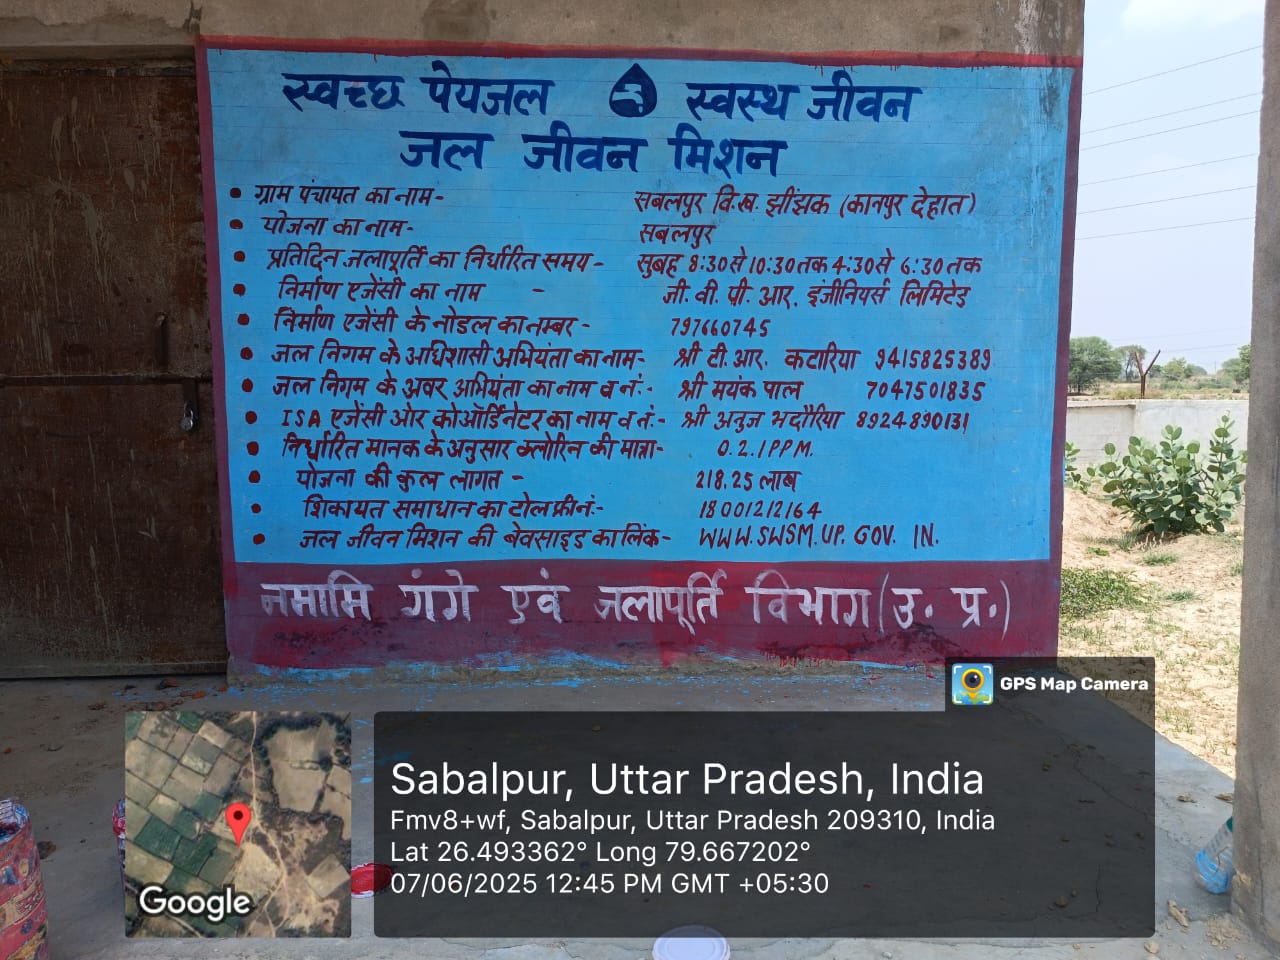 स्वच्छ पेयजल स्वस्थ जीवन
जल जीवन मिशन
• ग्राम पंचायत का नाम- सबलपुर वि.ख. झींझक (कानपुर देहात)
• योजना का नाम- सबलपुर
• प्रतिदिन जलापूर्ति का निर्धारित समय- सुबह 8:30 से 10:30 तक 4:30 से 6:30 तक
• निर्माण एजेंसी का नाम - जी. वी. पी. आर. इंजीनियर्स लिमिटेड
• निर्माण एजेंसी के नोडल का नम्बर- 797660745
• जल निगम के अधिशासी अभियंता का नाम- श्री टी.आर. कटारिया 9415825389
• जल निगम के अवर अभियंता का नाम व नं:- श्री मयंक पाल 7047501835
• ISA एजेंसी ओर कोऑर्डिनेटर का नाम व नं:- श्री अनुज भदौरिया 8924890131
• निर्धारित मानक के अनुसार क्लोरिन की मात्रा- 0.2.1PPM.
• योजना की कुल लागत - 218.25 लाख
• शिकायत समाधान का टोल फ्री नं:- 18001212164
• जल जीवन मिशन की बेवसाइड का लिंक- WWW.SWSM.UP.GOV.IN.
नमामि गंगे एवं जलापूर्ति विभाग (उ. प्र.)
GPS Map Camera
Sabalpur, Uttar Pradesh, India
Fmv8+wf, Sabalpur, Uttar Pradesh 209310, India
Lat 26.493362° Long 79.667202°
07/06/2025 12:45 PM GMT +05:30
Google